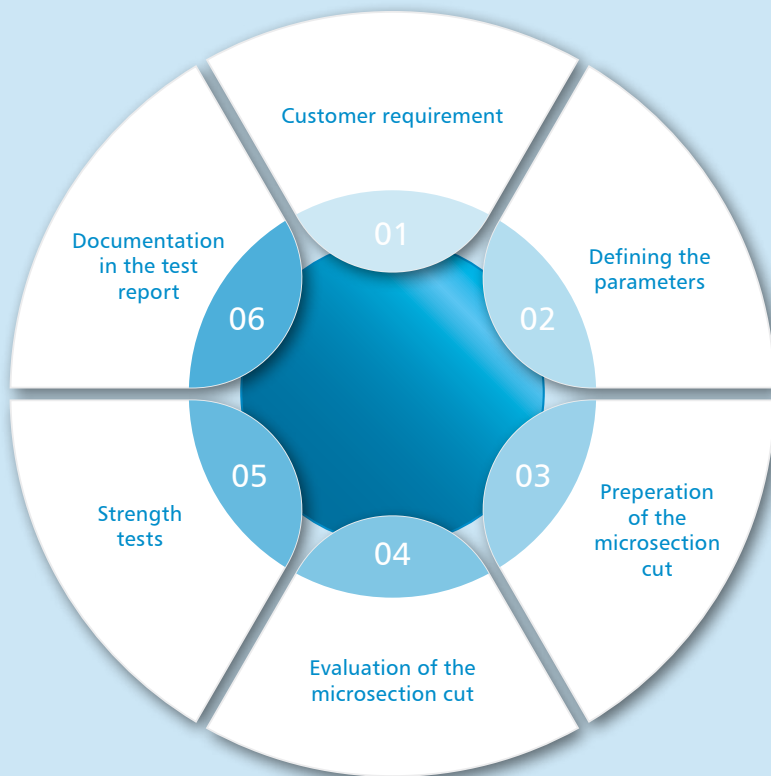 01
Customer requirement
02
Defining the
parameters
03
Preperation
of the
microsection
cut
04
Evaluation of the
microsection cut
05
Strength
tests
06
Documentation
in the test
report